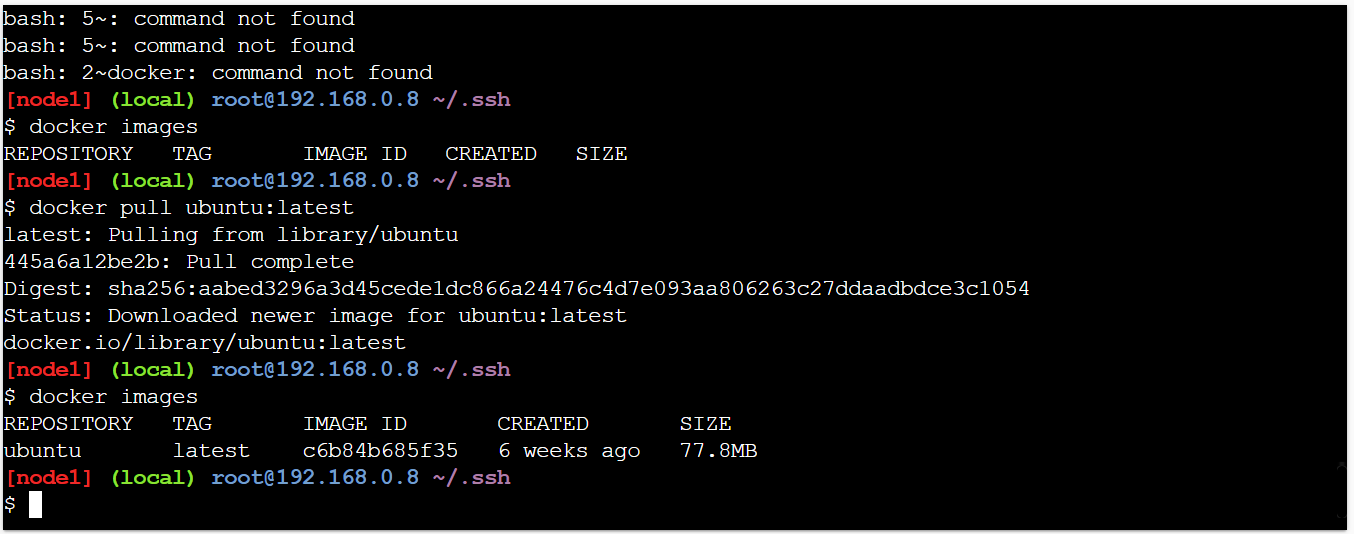 bash: 5~: command not found
bash: 5~: command not found
bash: 2~docker: command not found
[node1] (local) root@192.168.0.8 ~/.ssh
$ docker images
REPOSITORY   TAG       IMAGE ID   CREATED   SIZE
[node1] (local) root@192.168.0.8 ~/.ssh
$ docker pull ubuntu:latest
latest: Pulling from library/ubuntu
445a6a12be2b: Pull complete
Digest: sha256:aabed3296a3d45cede1dc866a24476c4d7e093aa806263c27ddaadbdce3c1054
Status: Downloaded newer image for ubuntu:latest
docker.io/library/ubuntu:latest
[node1] (local) root@192.168.0.8 ~/.ssh
$ docker images
REPOSITORY   TAG       IMAGE ID       CREATED       SIZE
ubuntu       latest    c6b84b685f35   6 weeks ago   77.8MB
[node1] (local) root@192.168.0.8 ~/.ssh
$